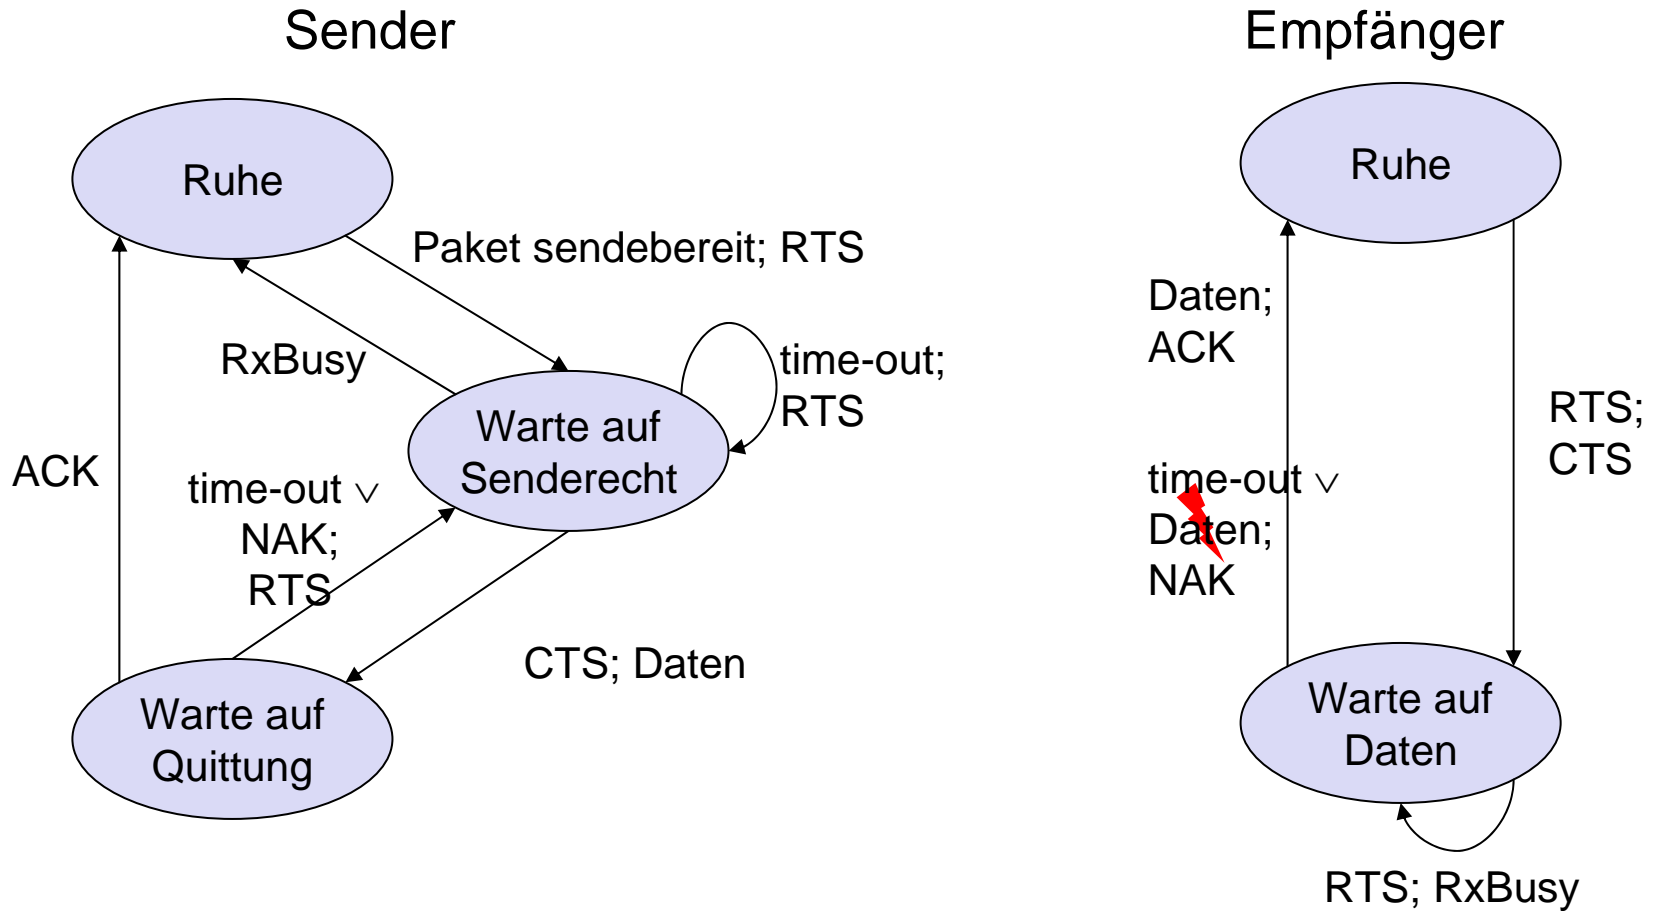 Sender
Ruhe
Paket sendebereit; RTS
RxBusy
time-out;
RTS
Warte auf
Senderecht
ACK
time-out ∨
NAK;
RTS
CTS; Daten
Warte auf
Quittung
Empfänger
Ruhe
Daten;
ACK
RTS;
CTS
time-out ∨
Daten;
NAK
Warte auf
Daten
RTS; RxBusy